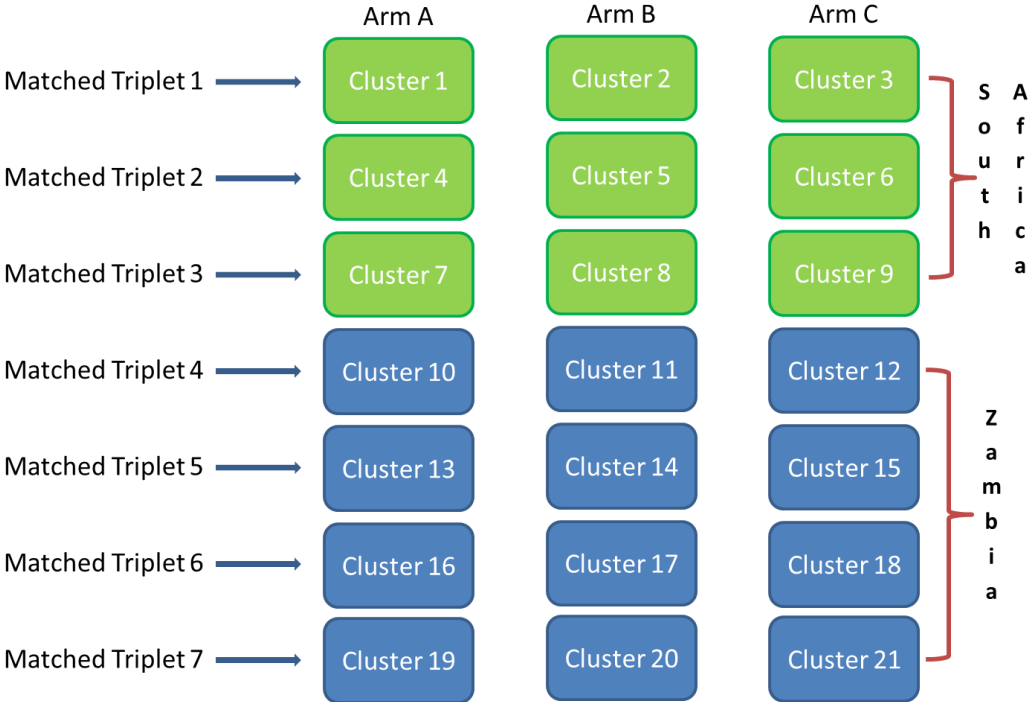 Arm A Arm B Arm C
Matched Triplet 1 Cluster 1 Cluster 2 Cluster 3
Matched Triplet 2 Cluster 4 Cluster 5 Cluster 6
Matched Triplet 3 Cluster 7 Cluster 8 Cluster 9
South Africa
Matched Triplet 4 Cluster 10 Cluster 11 Cluster 12
Matched Triplet 5 Cluster 13 Cluster 14 Cluster 15
Matched Triplet 6 Cluster 16 Cluster 17 Cluster 18
Matched Triplet 7 Cluster 19 Cluster 20 Cluster 21
Zambia